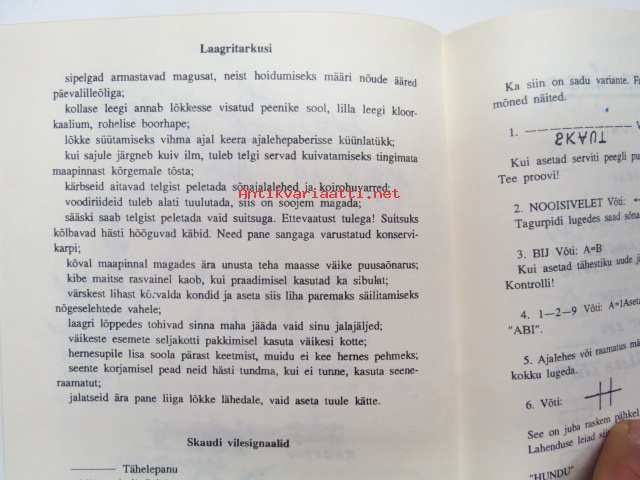 Laagritarkusi
sipelgad armastavad magusat, neist hoidumiseks määri nõude ääred
päevalilleõliga;
kollase leegi annab lõkkesse visatud peenike sool, lilla leegi kloor-
kaalium, rohelise boorhape;
lõkke süütamiseks vihma ajal keera ajalehepaberisse küünlatükk;
kui sajule järgneb kuiv ilm, tuleb telgi servad kuivatamiseks tingimata
maapinnast kõrgemale tõsta;
kärbseid aitavad telgist peletada sõnajalalehed ja koirohuvarred;
voodiriideid tuleb alati tuulutada, siis on soojem magada;
sääski saab telgist peletada vaid suitsuga. Ettevaatust tulega! Suitsuks
kõlbavad hästi hõõguvad käbid. Need pane sangaga varustatud konservi-
karpi;
kõval maapinnal magades ära unusta teha maasse väike puusaõnarus;
kibe maitse rasvainel kaob, kui praadimisel kasutad ka sibulat;
värskest lihast kõrvalda kondid ja aseta siis liha paremaks säilitamiseks
nõgeselehtede vahele;
laagri lõppedes tohivad sinna maha jääda vaid sinu jalajäljed;
väikeste esemete seljakotti pakkimisel kasuta väikesi kotte;
hernesupile lisa soola pärast keetmist, muidu ei kee hernes pehmeks;
seente korjamisel pead neid hästi tundma, kui ei tunne, kasuta seene-
raamatut;
jalatseid ära pane liiga lõkke lähedale, vaid aseta tuule kätte.
Skaudi vilesignaalid
Tähelepanu
Antikvariaatti.net
Ka siin on sadu variante.
mõned näited.
1.
Kui asetad serviti peegli
Tee proovi!
2. NOOISIVELET Võti:
Tagurpidi lugedes saad
3. BIJ Võti: A=B
Kui asetad tähestiku uude
Kontrolli!
4. 1—2—9 Võti:
"ABI".
5. Ajalehes või raamatus
kokku lugeda.
6. Võti:
See on juba raskem pähkel
Lahenduse leiad
"HUNDU"